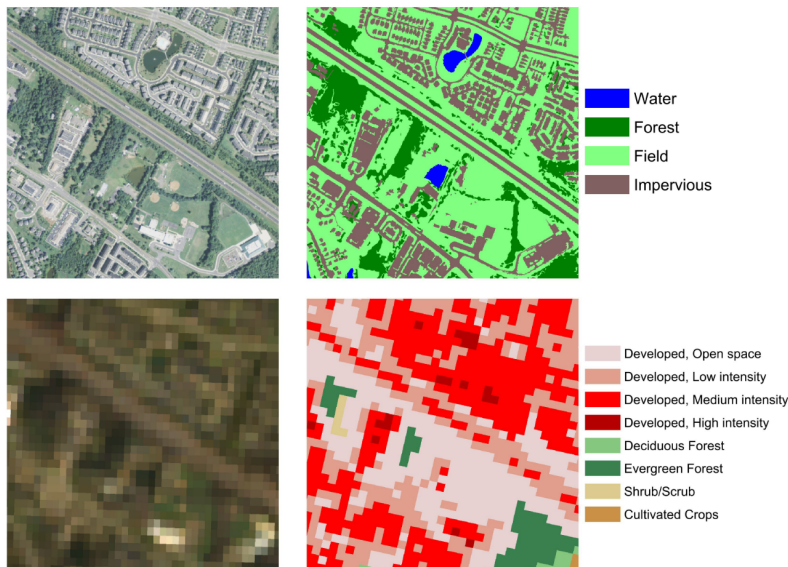 Water
Forest
Field
Impervious
Developed, Open space
Developed, Low intensity
Developed, Medium intensity
Developed, High intensity
Deciduous Forest
Evergreen Forest
Shrub/Scrub
Cultivated Crops